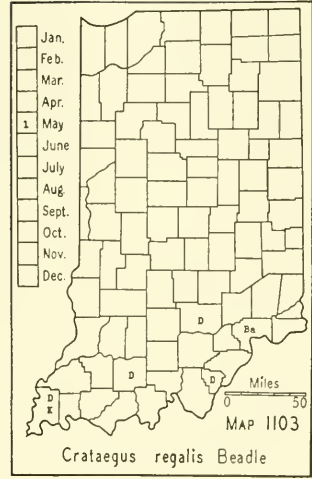 Jan.
Feb.
Mar.
Apr.
1 May
June
July
Aug.
Sept.
Oct.
Nov.
Dec.
D
Ba
D
D
D
K
Miles
0 50
MAP 1103
Crataegus regalis Beadle